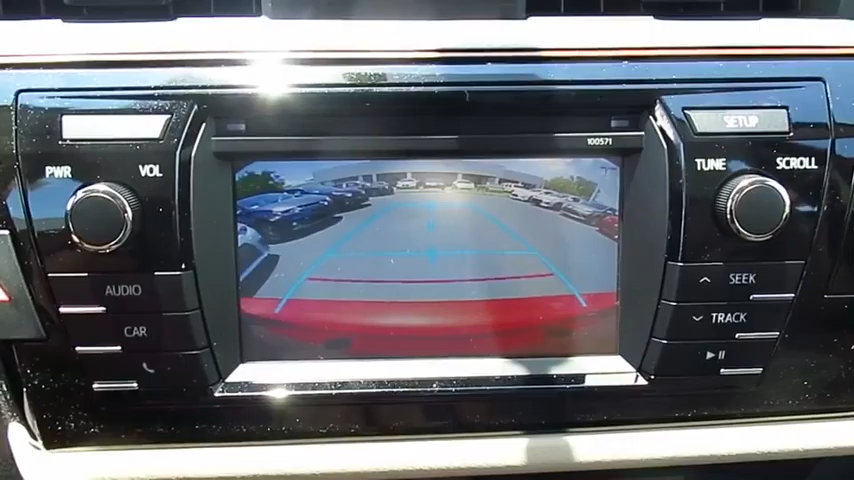 SETUP
100571
PWR VOL
TUNE SCROLL
AUDIO
SEEK
CAR
TRACK